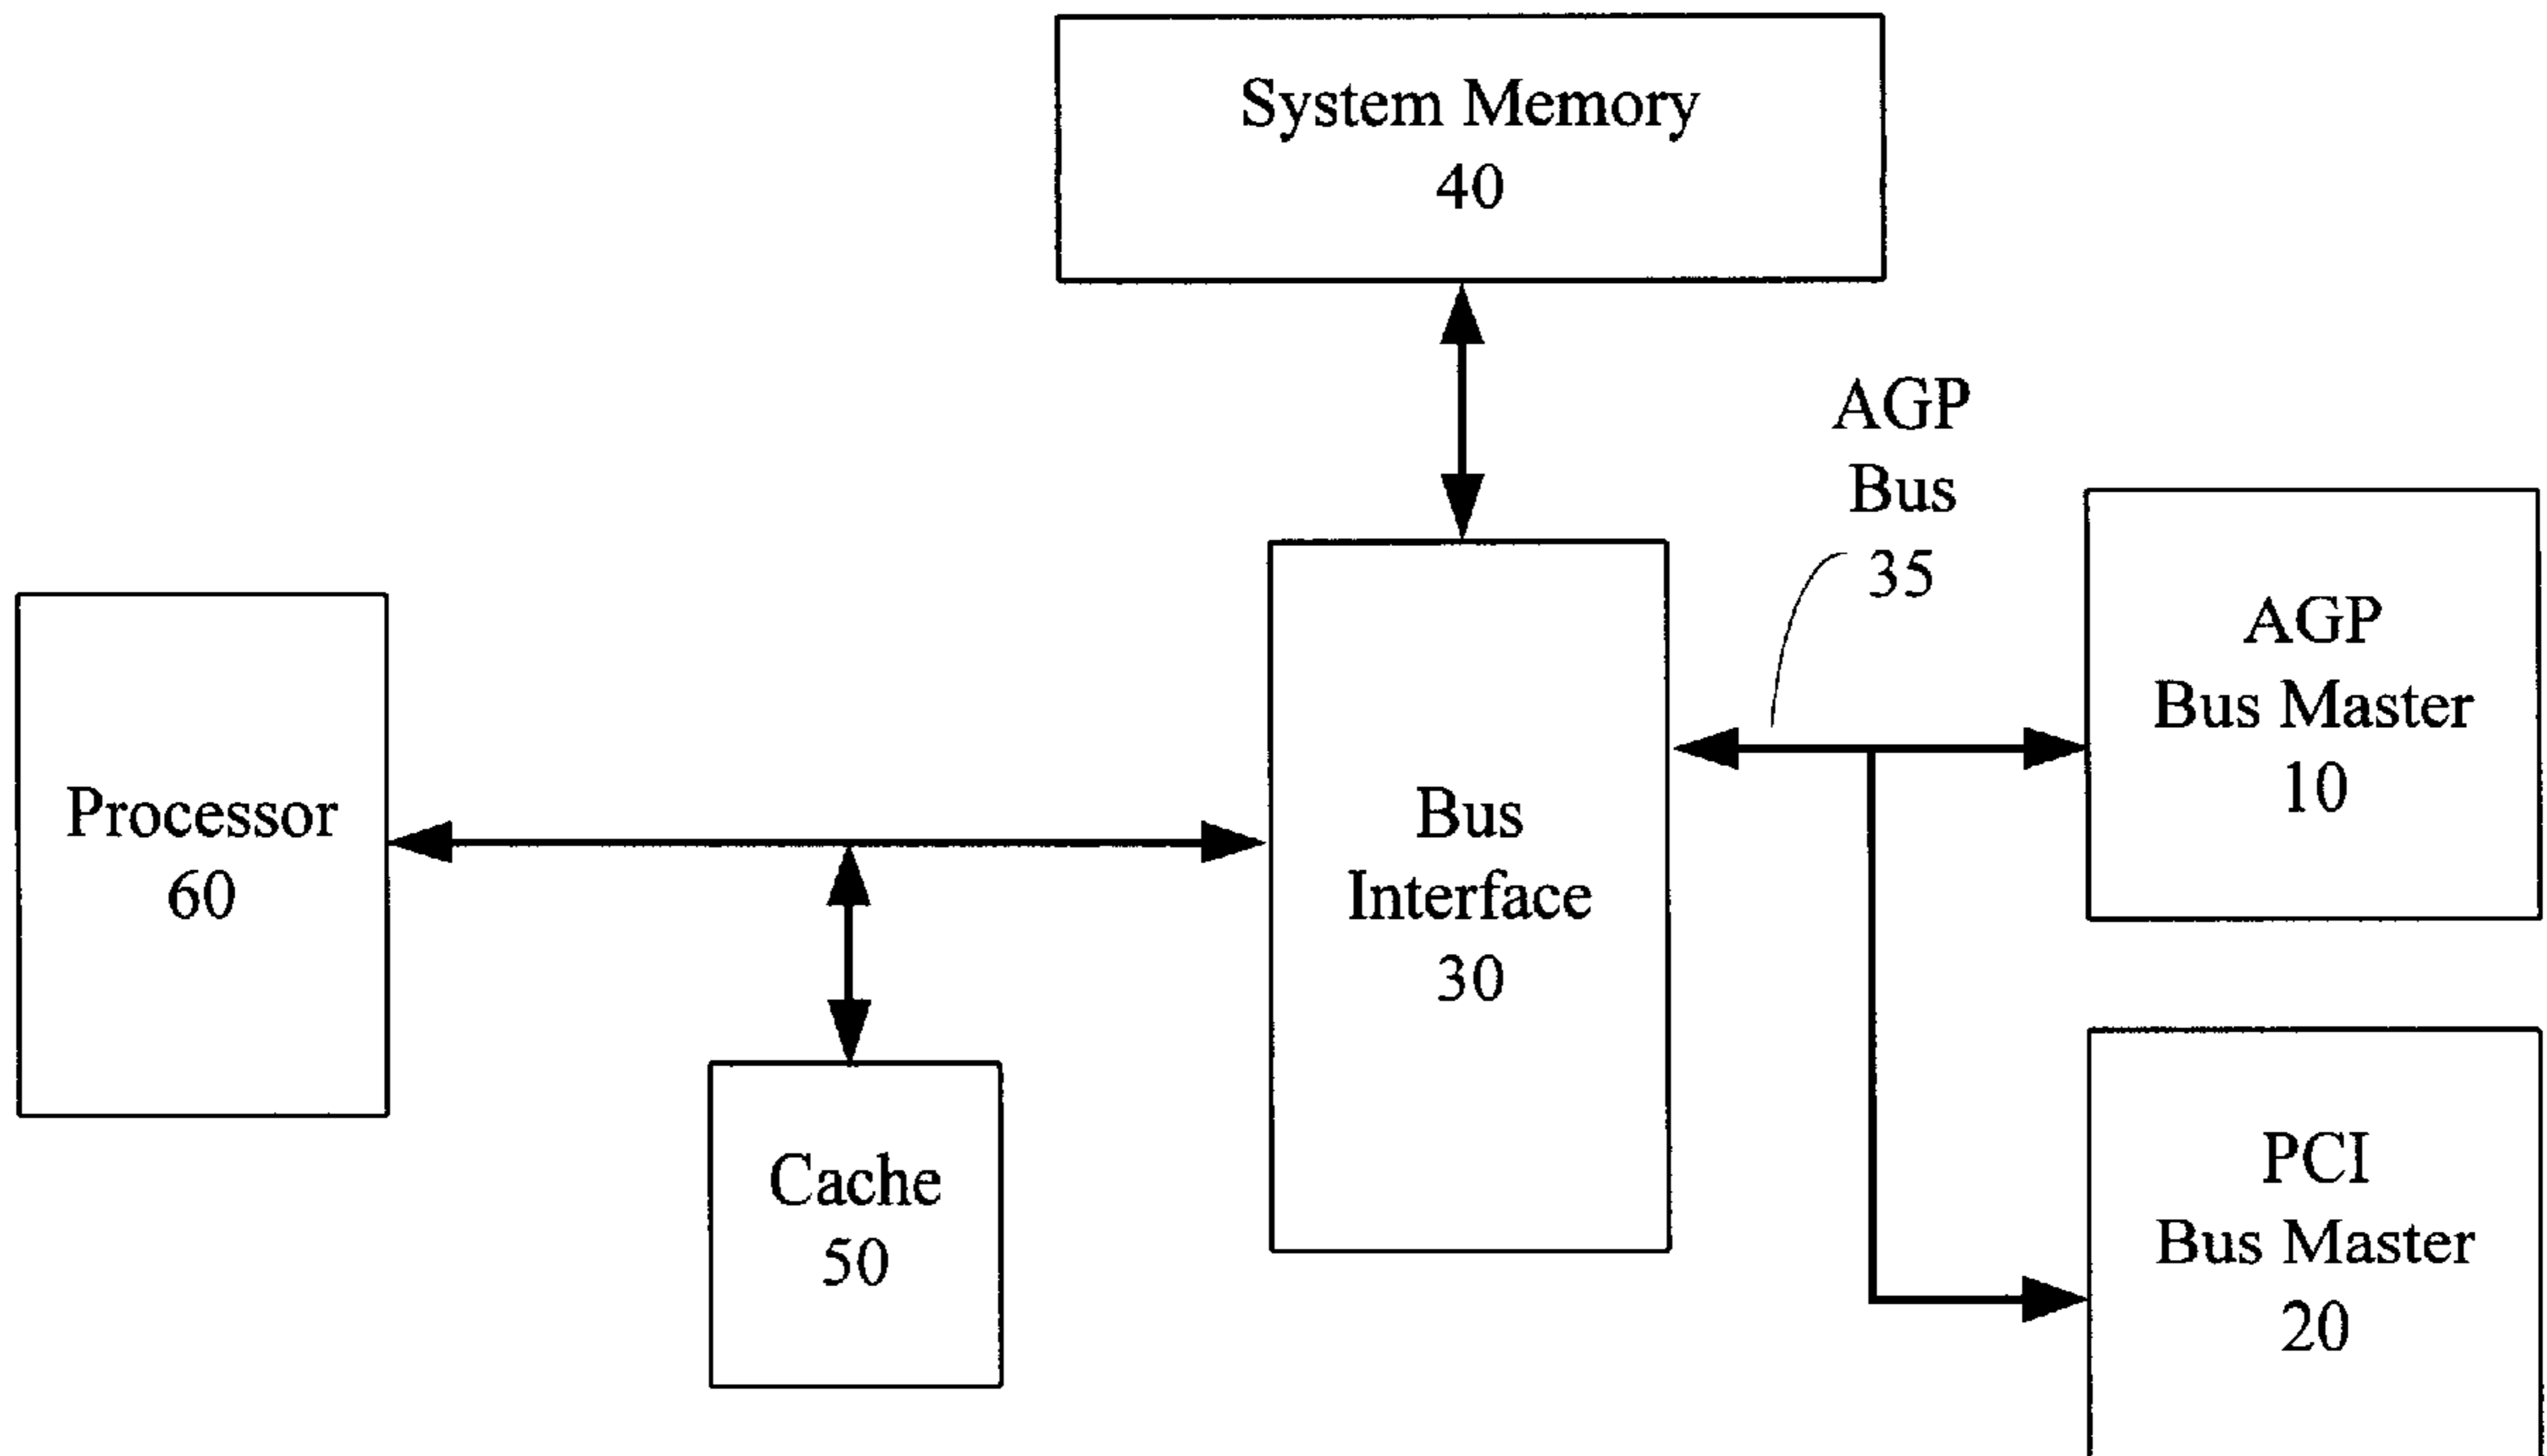 System Memory
40
AGP
Bus
35
AGP
Bus Master
10
Processor
60
Bus
Interface
30
Cache
50
PCI
Bus Master
20